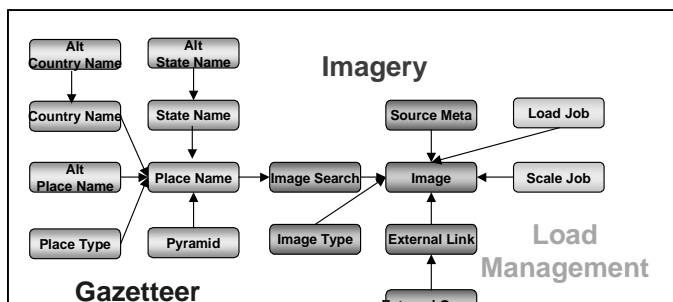 Alt
Country Name
Alt
State Name
Imagery
Country Name
State Name
Source Meta
Load Job
Alt
Place Name
Place Name
Image Search
Image
Scale Job
Place Type
Pyramid
Image Type
External Link
Load
Management
Gazetteer
External